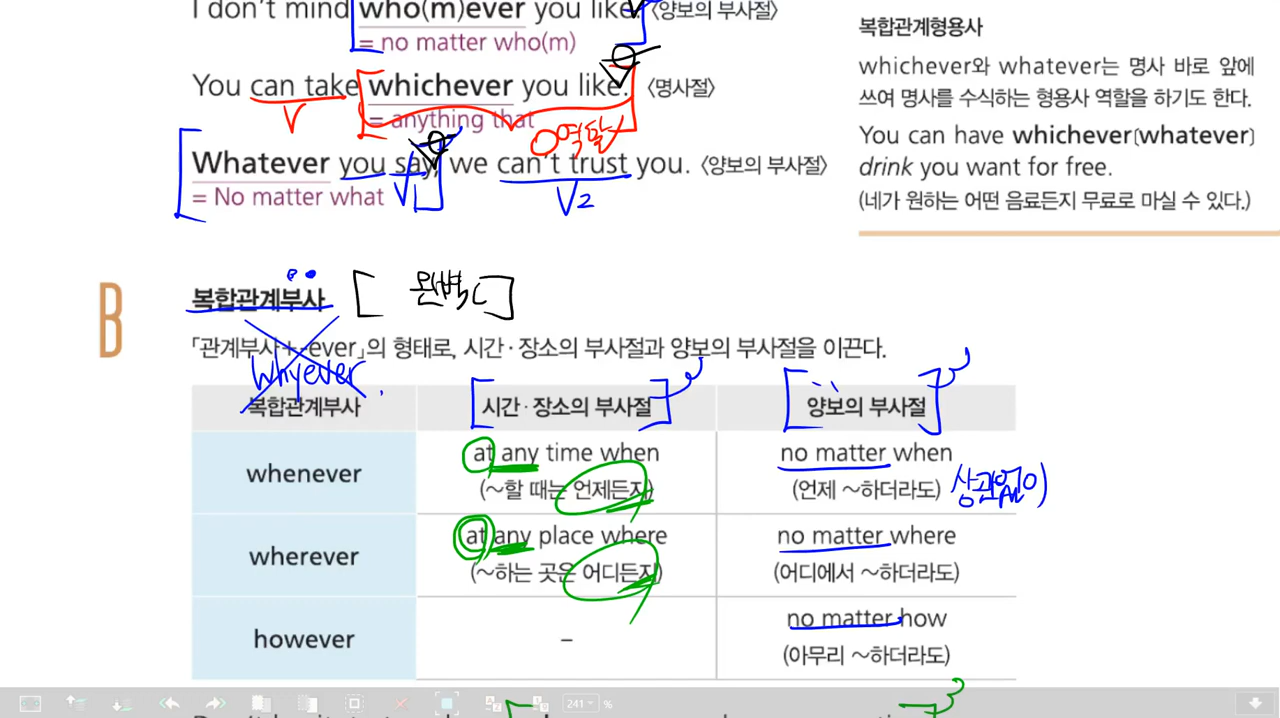 I don't mind who(m)ever you like. 〈양보의 부사절〉
= no matter who(m)
You can take whichever you like. 〈명사절〉
= anything that
V
O역할
Whatever you say, we can't trust you. 〈양보의 부사절〉
= No matter what
V
V2
복합관계형용사
whichever와 whatever는 명사 바로 앞에
쓰여 명사를 수식하는 형용사 역할을 하기도 한다.
You can have whichever(whatever)
drink you want for free.
(네가 원하는 어떤 음료든지 무료로 마실 수 있다.)
B
복합관계부사 [ 완벽 ]
「관계부사+-ever」의 형태로, 시간·장소의 부사절과 양보의 부사절을 이끈다.
whyever
복합관계부사 시간·장소의 부사절 양보의 부사절
whenever at any time when no matter when
(~할 때는 언제든지) (언제 ~하더라도) 상관없이
wherever at any place where no matter where
(~하는 곳은 어디든지) (어디에서 ~하더라도)
however – no matter how
(아무리 ~하더라도)
241 %